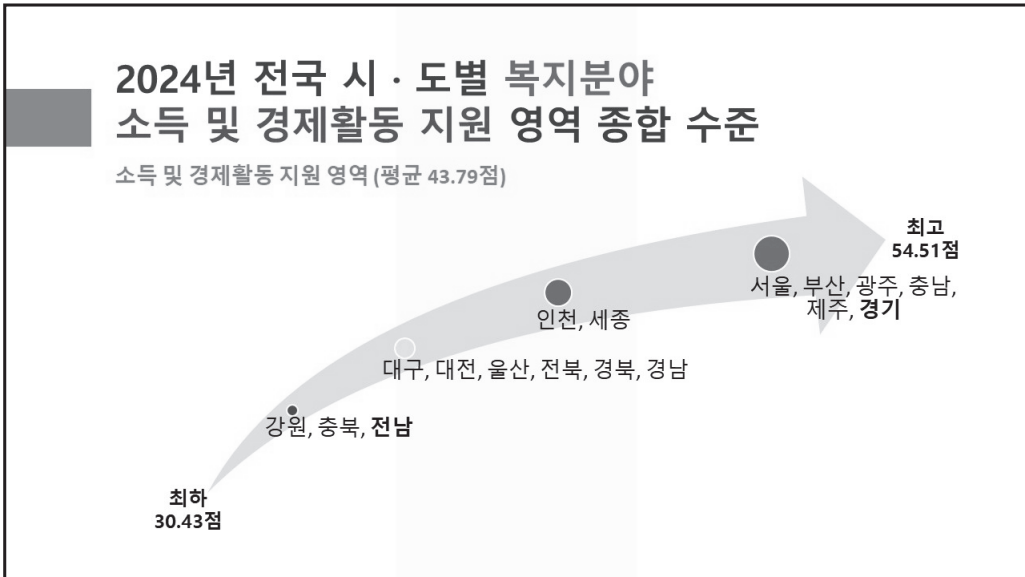 2024년 전국 시 · 도별 복지분야
소득 및 경제활동 지원 영역 종합 수준
소득 및 경제활동 지원 영역 (평균 43.79점)
최고
54.51점
서울, 부산, 광주, 충남,
제주, 경기
인천, 세종
대구, 대전, 울산, 전북, 경북, 경남
강원, 충북, 전남
최하
30.43점